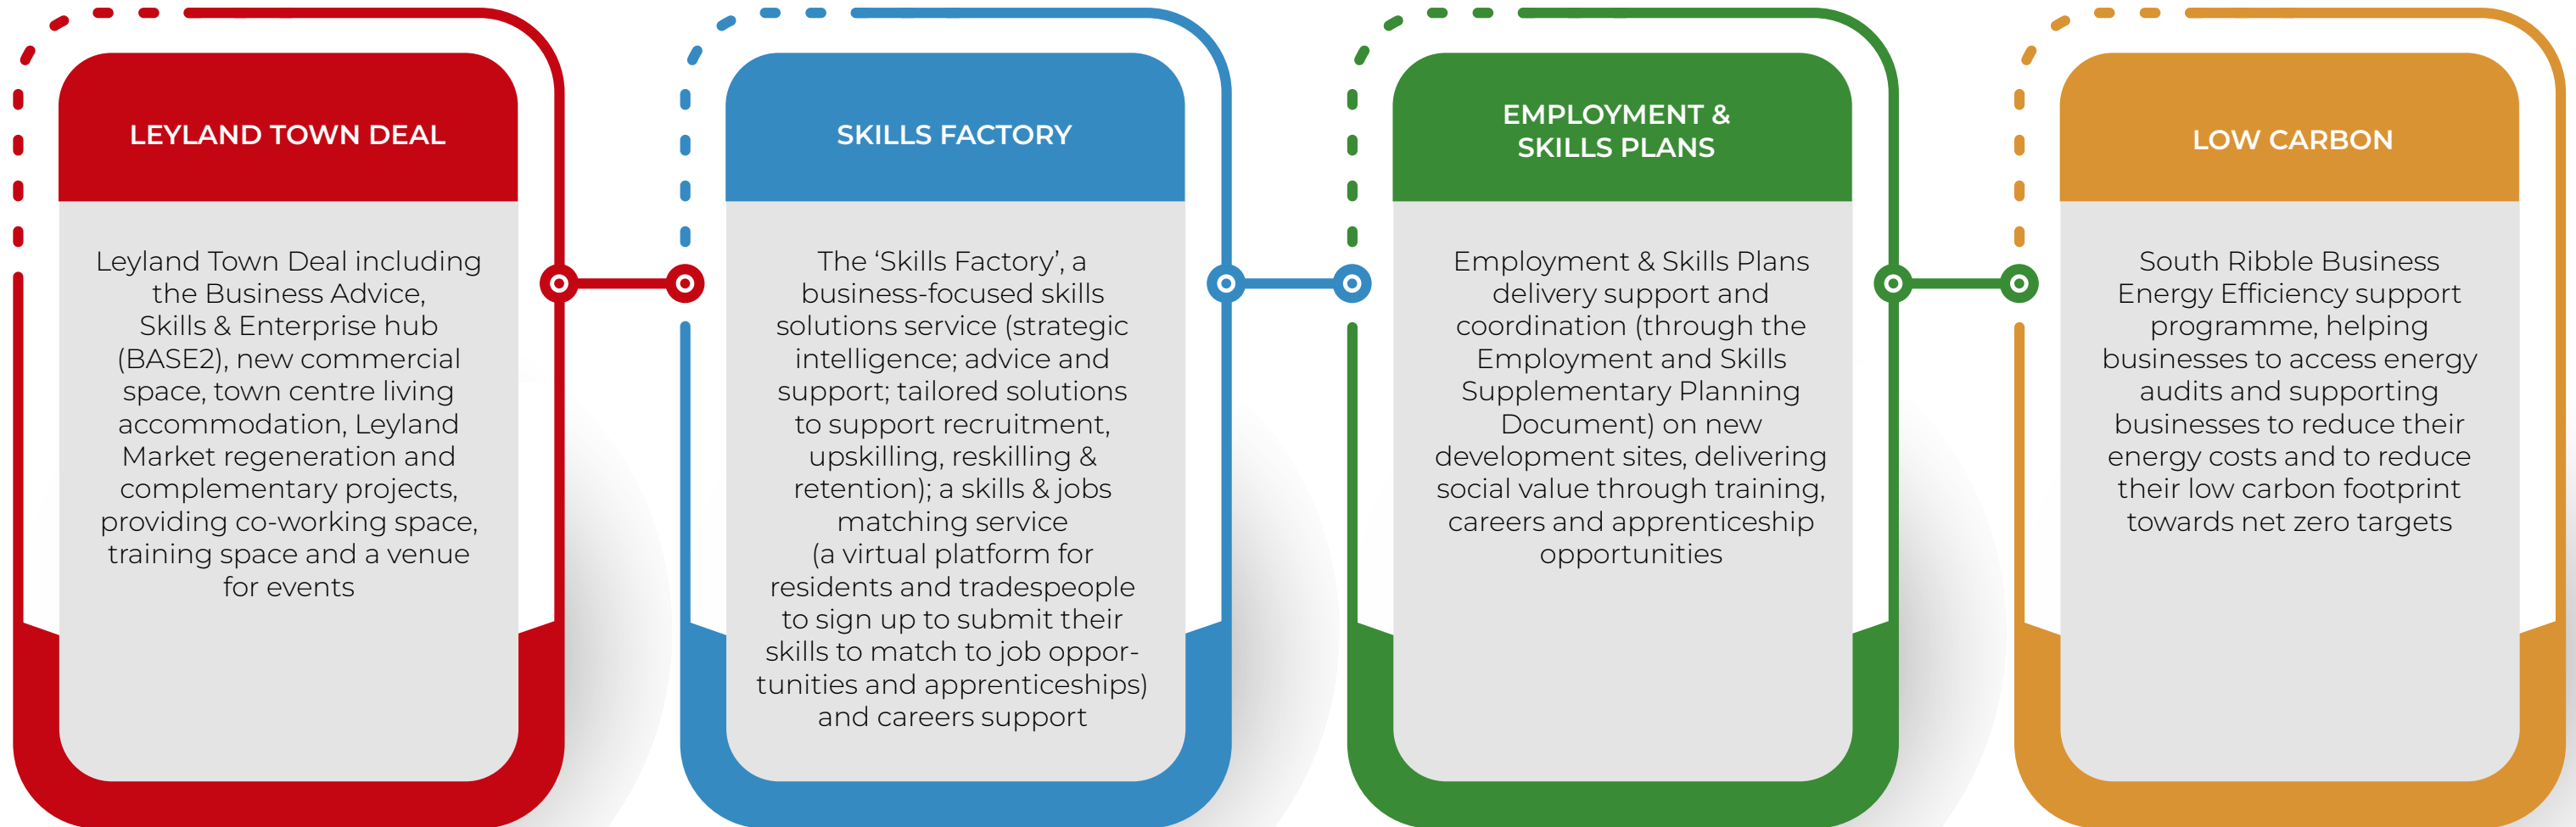 LEYLAND TOWN DEAL
Leyland Town Deal including
the Business Advice,
Skills & Enterprise hub
(BASE2), new commercial
space, town centre living
accommodation, Leyland
Market regeneration and
complementary projects,
providing co-working space,
training space and a venue
for events
SKILLS FACTORY
The ‘Skills Factory’, a
business-focused skills
solutions service (strategic
intelligence; advice and
support; tailored solutions
to support recruitment,
upskilling, reskilling &
retention); a skills & jobs
matching service
(a virtual platform for
residents and tradespeople
to sign up to submit their
skills to match to job oppor-
tunities and apprenticeships)
and careers support
EMPLOYMENT &
SKILLS PLANS
Employment & Skills Plans
delivery support and
coordination (through the
Employment and Skills
Supplementary Planning
Document) on new
development sites, delivering
social value through training,
careers and apprenticeship
opportunities
LOW CARBON
South Ribble Business
Energy Efficiency support
programme, helping
businesses to access energy
audits and supporting
businesses to reduce their
energy costs and to reduce
their low carbon footprint
towards net zero targets